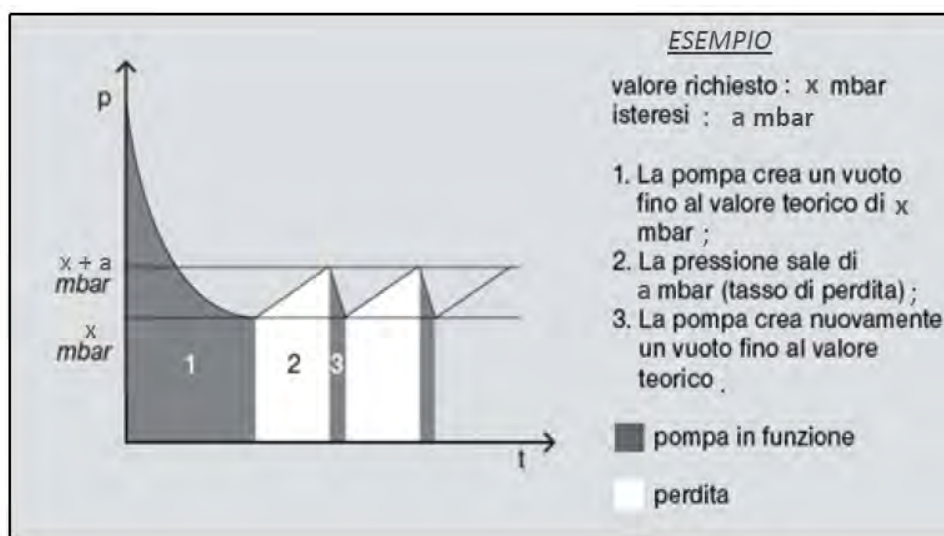 p
x + a
mbar
x
mbar
1
2
3
t
ESEMPIO
valore richiesto : x mbar
isteresi : a mbar
1. La pompa crea un vuoto
fino al valore teorico di x
mbar ;
2. La pressione sale di
a mbar (tasso di perdita) ;
3. La pompa crea nuovamente
un vuoto fino al valore
teorico .
pompa in funzione
perdita